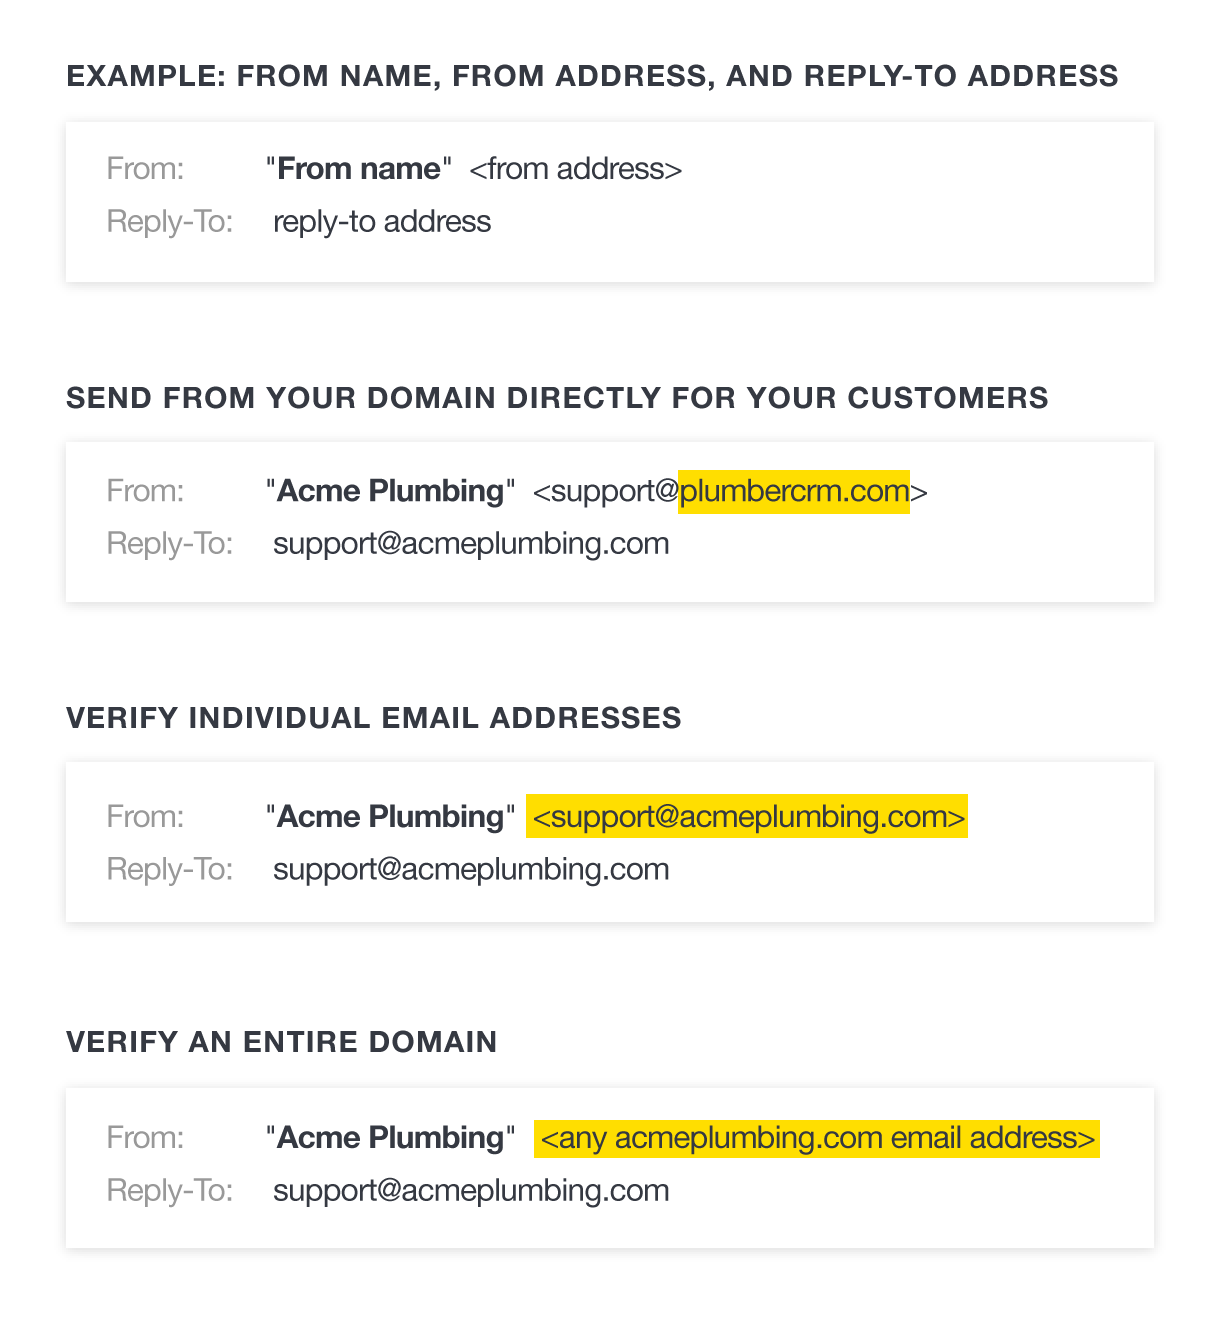 EXAMPLE: FROM NAME, FROM ADDRESS, AND REPLY-TO ADDRESS
From: "From name" <from address>
Reply-To: reply-to address
SEND FROM YOUR DOMAIN DIRECTLY FOR YOUR CUSTOMERS
From: "Acme Plumbing" <support@plumbercrm.com>
Reply-To: support@acmeplumbing.com
VERIFY INDIVIDUAL EMAIL ADDRESSES
From: "Acme Plumbing" <support@acmeplumbing.com>
Reply-To: support@acmeplumbing.com
VERIFY AN ENTIRE DOMAIN
From: "Acme Plumbing" <any acmeplumbing.com email address>
Reply-To: support@acmeplumbing.com